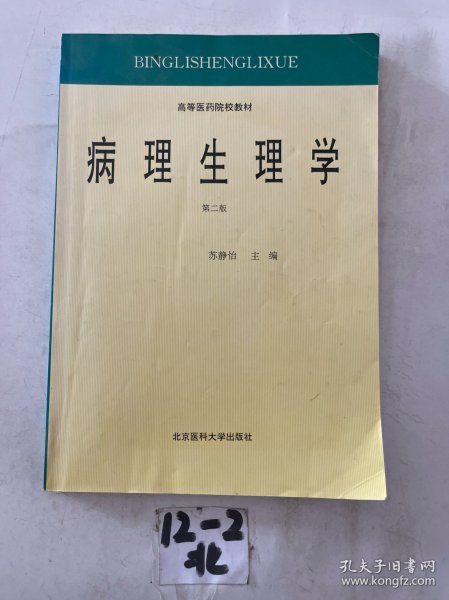 BINGLISHENGLIXUE
高等医药院校教材
病理生理学
第二版
苏静怡 主编
北京医科大学出版社
12-2
北
孔夫子旧书网
www.kongfz.com